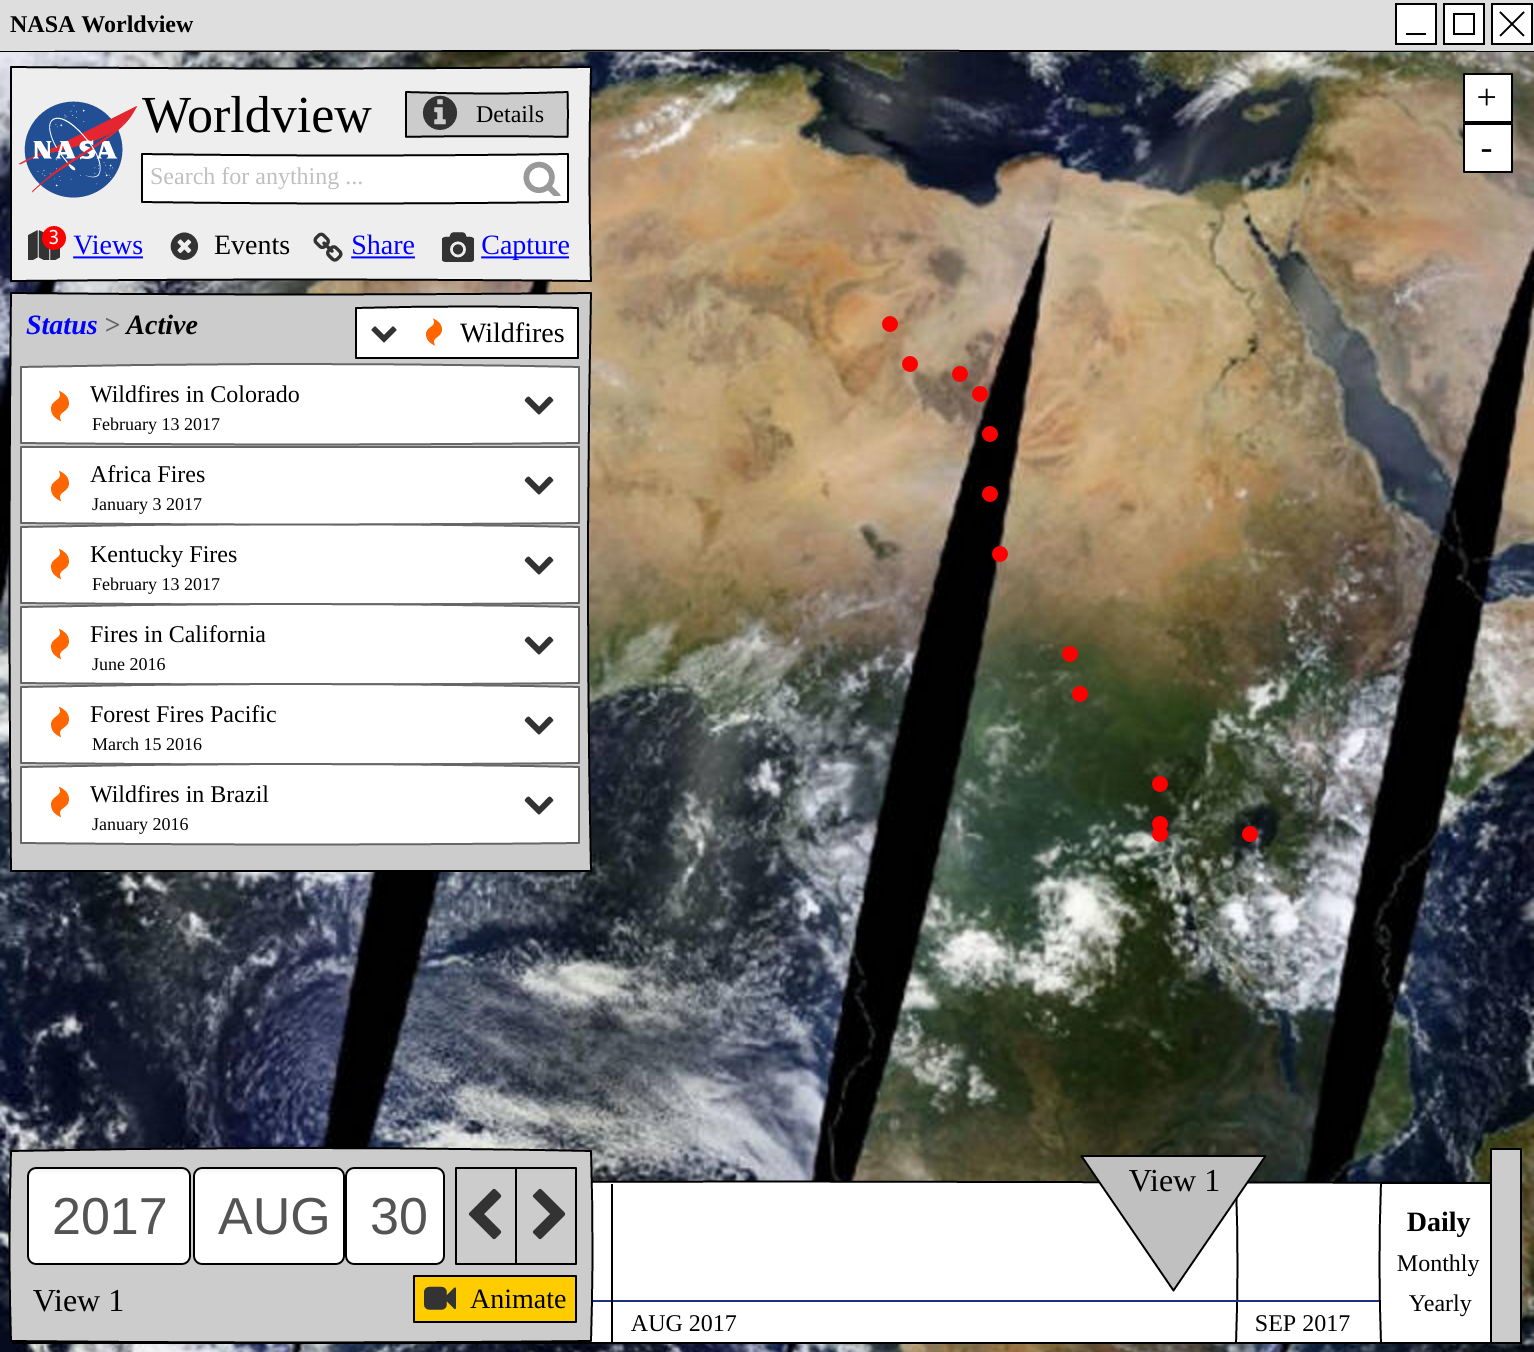 NASA Worldview
+
-
NASA
Worldview
Details
Search for anything ...
3
Views
Events
Share
Capture
Status > Active
Wildfires
Wildfires in Colorado
February 13 2017
Africa Fires
January 3 2017
Kentucky Fires
February 13 2017
Fires in California
June 2016
Forest Fires Pacific
March 15 2016
Wildfires in Brazil
January 2016
2017
AUG
30
View 1
Animate
View 1
AUG 2017
SEP 2017
Daily
Monthly
Yearly